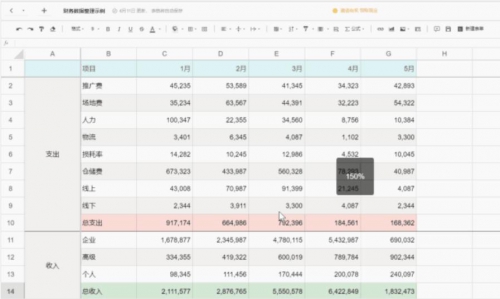 财务数据整理示例
A B C D E F G H
1 项目 1月 2月 3月 4月 5月
2 推广费 45,235 53,589 41,345 34,323 42,893
3 场地费 35,234 63,567 44,391 32,223 54,322
4 人力 100,347 22,355 34,560 8,756 10,384
5 物流 3,401 6,345 4,087 1,102 3,300
6 支出 损耗率 14,282 10,245 12,986 4,532 10,045
7 仓储费 673,323 433,987 560,328 40,987
8 线上 43,008 70,987 91,399 21,245 4,087
9 线下 2,344 3,911 3,300 4,087 2,344
10 总支出 917,174 664,986 792,396 184,561 168,362
11 企业 1,678,877 2,345,987 4,780,115 5,432,987 690,032
12 高级 334,355 419,322 600,019 789,784 902,344
13 收入 个人 98,345 111,456 170,444 200,078 240,097
14 总收入 2,111,577 2,876,765 5,550,578 6,422,849 1,832,473
150%